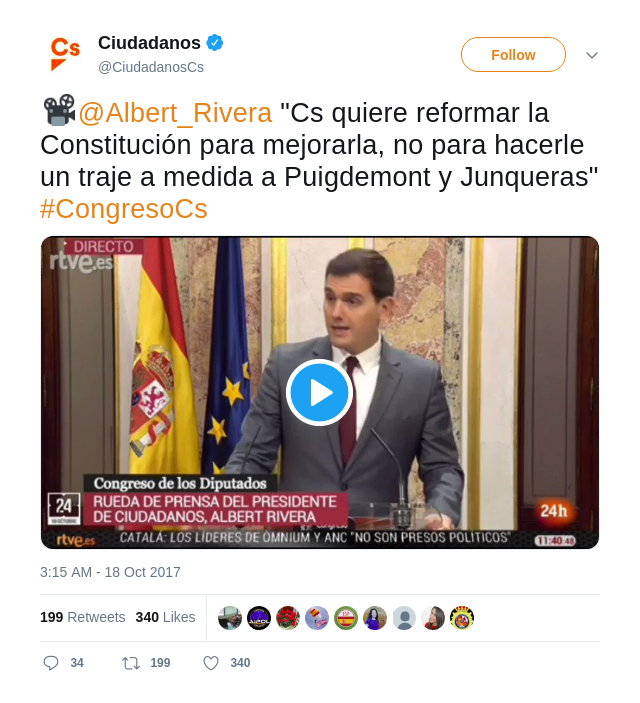 Cs
Ciudadanos
@CiudadanosCs
Follow
@Albert_Rivera "Cs quiere reformar la
Constitución para mejorarla, no para hacerle
un traje a medida a Puigdemont y Junqueras"
#CongresoCs
DIRECTO
rtve.es
Congreso de los Diputados
24
RUEDA DE PRENSA DEL PRESIDENTE
DE CIUDADANOS, ALBERT RIVERA
24h
rtve.es
CATALÁ: LOS LÍDERES DE ÓMNIUM Y ANC "NO SON PRESOS POLÍTICOS"
11:40:48
3:15 AM - 18 Oct 2017
199 Retweets 340 Likes
34 199 340